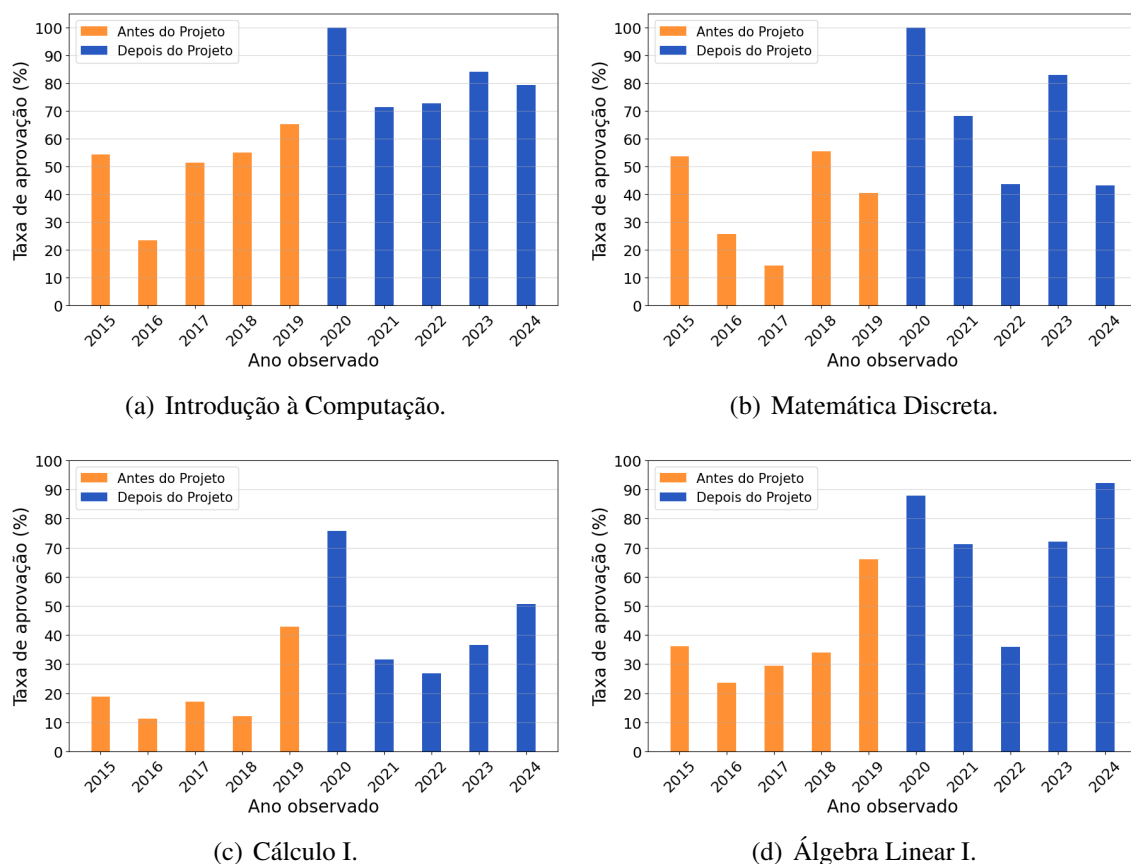 Taxa de aprovação (%)
100
90
80
70
60
50
40
30
20
10
0
Antes do Projeto
Depois do Projeto
2015 2016 2017 2018 2019 2020 2021 2022 2023 2024
Ano observado
(a) Introdução à Computação.
Taxa de aprovação (%)
100
90
80
70
60
50
40
30
20
10
0
Antes do Projeto
Depois do Projeto
2015 2016 2017 2018 2019 2020 2021 2022 2023 2024
Ano observado
(b) Matemática Discreta.
Taxa de aprovação (%)
100
90
80
70
60
50
40
30
20
10
0
Antes do Projeto
Depois do Projeto
2015 2016 2017 2018 2019 2020 2021 2022 2023 2024
Ano observado
(c) Cálculo I.
Taxa de aprovação (%)
100
90
80
70
60
50
40
30
20
10
0
Antes do Projeto
Depois do Projeto
2015 2016 2017 2018 2019 2020 2021 2022 2023 2024
Ano observado
(d) Álgebra Linear I.